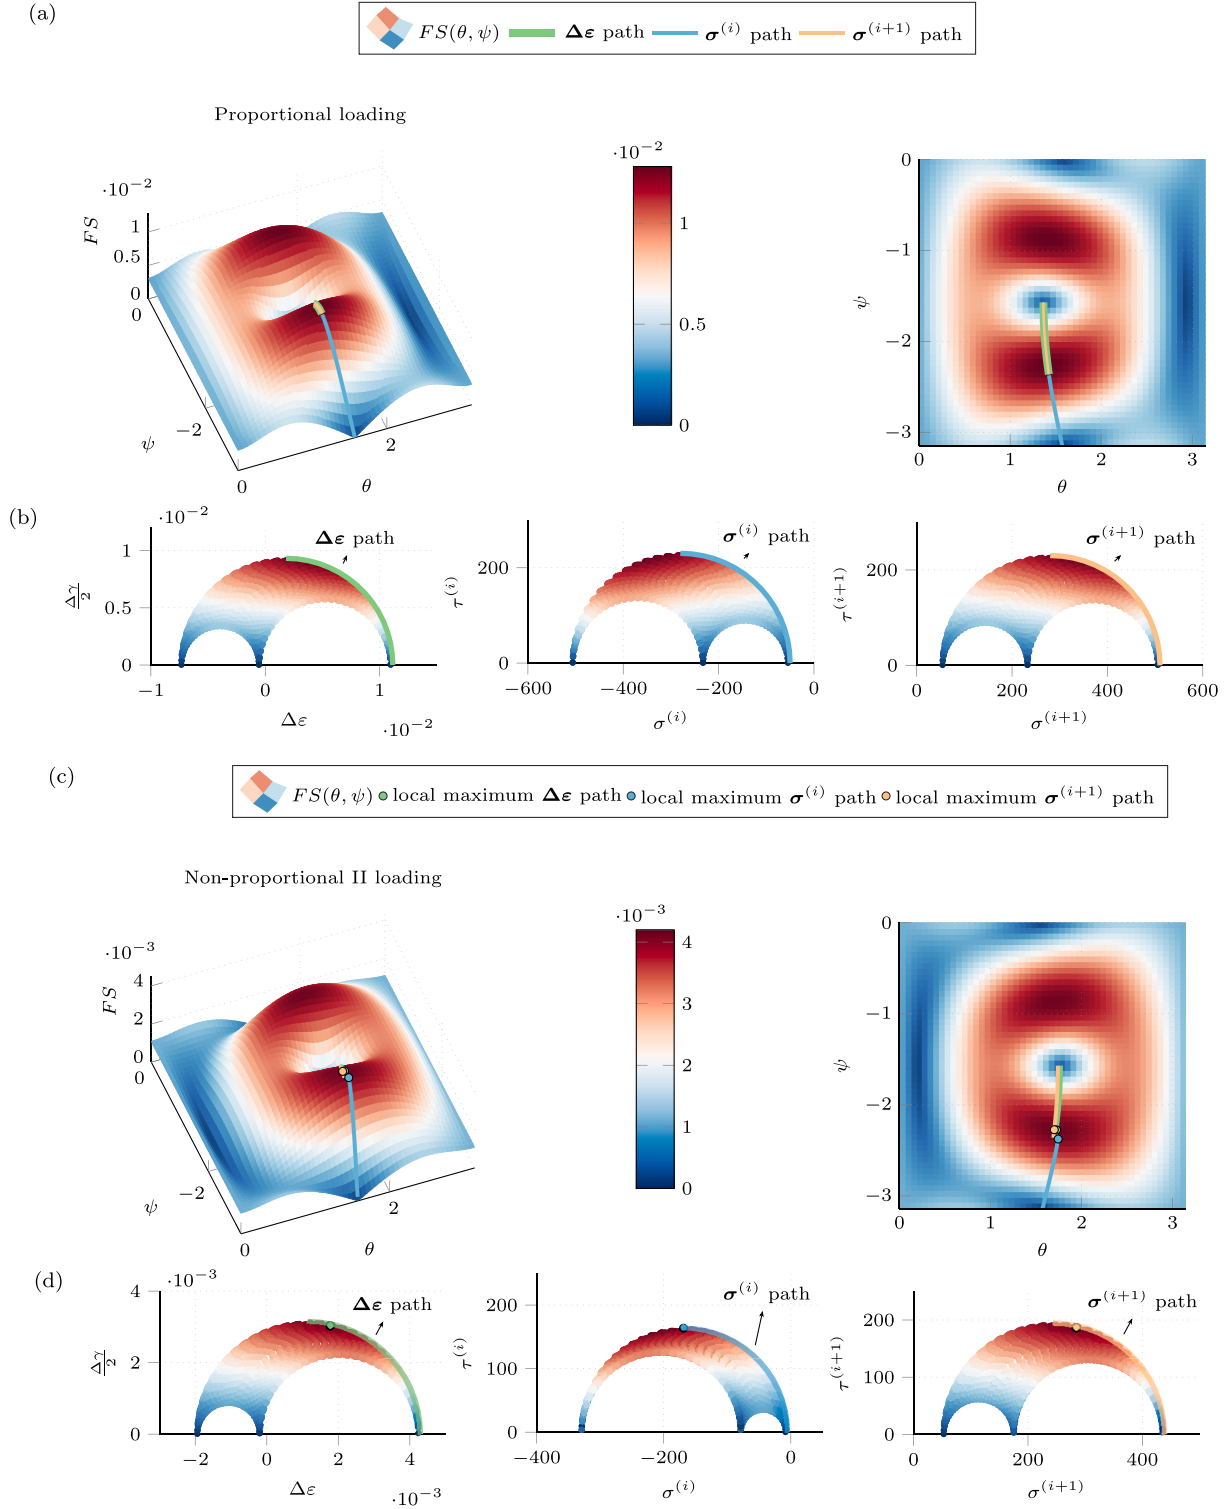 (a)
FS(θ, ψ) Δε path σ^(i) path σ^(i+1) path
Proportional loading
·10^−2
FS
1
0.5
0
0
−2
ψ
0
2
θ
·10^−2
1
0.5
0
0
−1
−2
−3
ψ
0 1 2 3
θ
(b)
·10^−2
Δε path
1
0.5
0
Δγ/2
−1 0 1
Δε
·10^−2
σ^(i) path
200
0
τ^(i)
−600 −400 −200 0
σ^(i)
σ^(i+1) path
200
0
τ^(i+1)
0 200 400 600
σ^(i+1)
(c)
FS(θ, ψ) local maximum Δε path local maximum σ^(i) path local maximum σ^(i+1) path
Non-proportional II loading
·10^−3
FS
4
2
0
0
−2
ψ
0
2
θ
·10^−3
4
3
2
1
0
0
−1
−2
−3
ψ
0 1 2 3
θ
(d)
·10^−3
Δε path
4
2
0
Δγ/2
−2 0 2 4
Δε
·10^−3
σ^(i) path
200
100
0
τ^(i)
−400 −200 0
σ^(i)
σ^(i+1) path
200
100
0
τ^(i+1)
0 200 400
σ^(i+1)